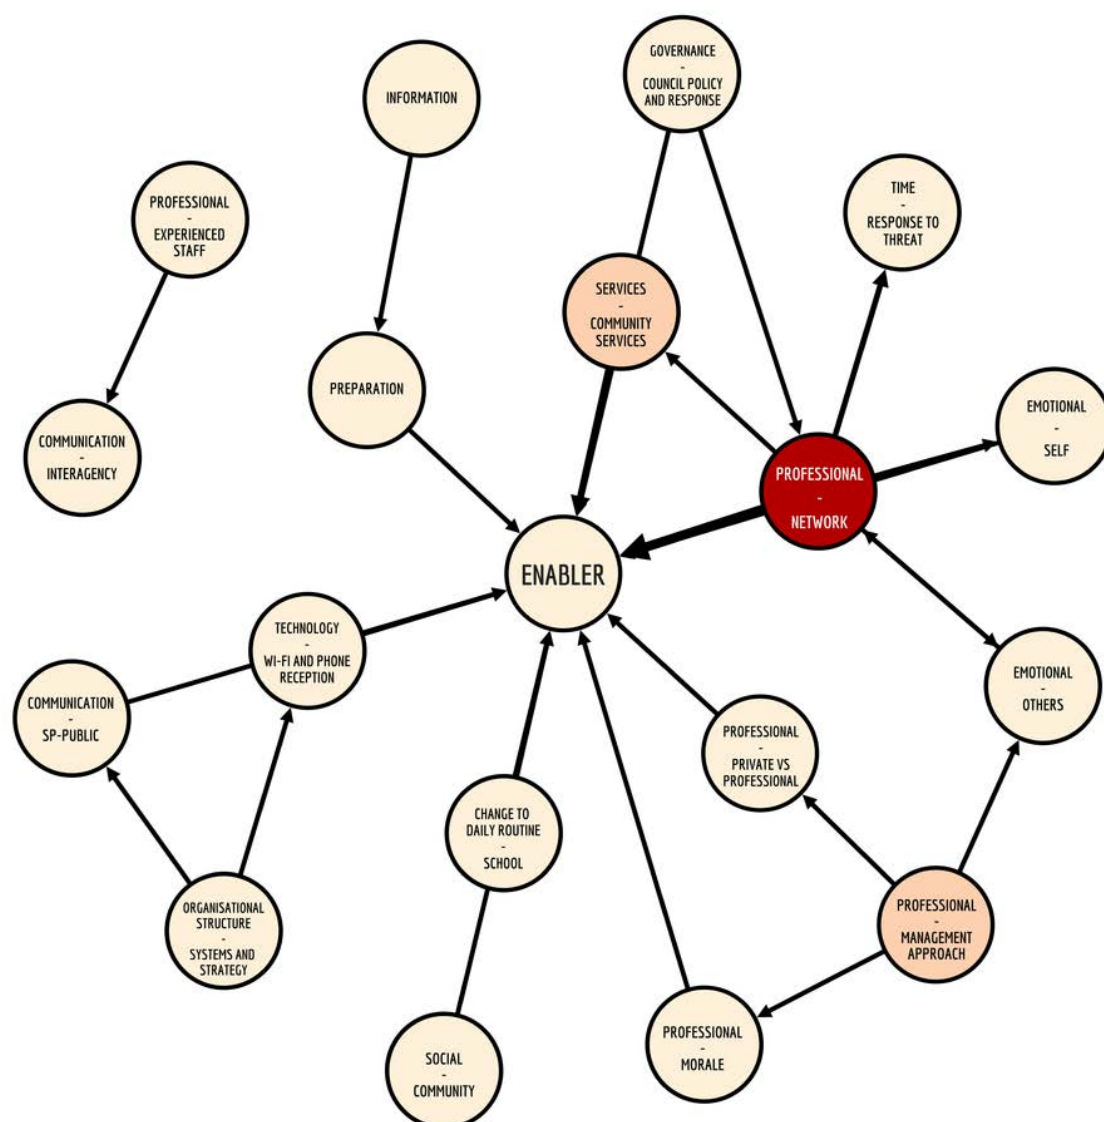 GOVERNANCE
-
COUNCIL POLICY
AND RESPONSE
INFORMATION
TIME
-
RESPONSE TO
THREAT
PROFESSIONAL
-
EXPERIENCED
STAFF
SERVICES
-
COMMUNITY
SERVICES
PREPARATION
EMOTIONAL
-
SELF
COMMUNICATION
-
INTERAGENCY
PROFESSIONAL
-
NETWORK
ENABLER
TECHNOLOGY
-
WI-FI AND PHONE
RECEPTION
EMOTIONAL
-
OTHERS
COMMUNICATION
-
SP-PUBLIC
PROFESSIONAL
-
PRIVATE VS
PROFESSIONAL
CHANGE TO
DAILY ROUTINE
-
SCHOOL
ORGANISATIONAL
STRUCTURE
-
SYSTEMS AND
STRATEGY
PROFESSIONAL
-
MANAGEMENT
APPROACH
PROFESSIONAL
-
MORALE
SOCIAL
-
COMMUNITY